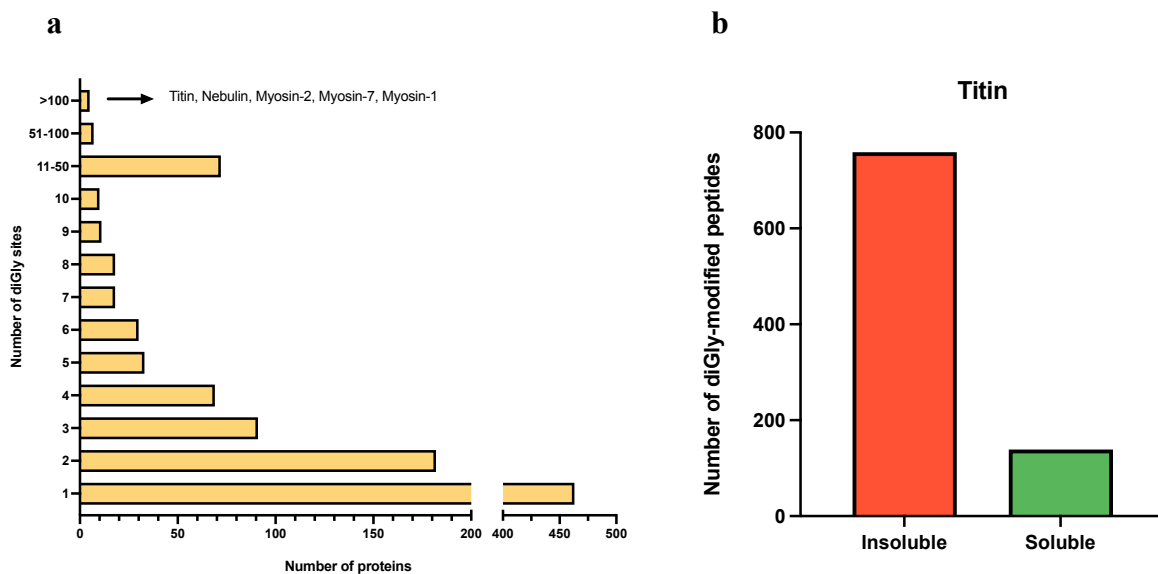 a
b
Number of diGly sites
>100
51-100
11-50
10
9
8
7
6
5
4
3
2
1
Titin, Nebulin, Myosin-2, Myosin-7, Myosin-1
0 50 100 150 200 400 450 500
Number of proteins
Titin
Number of diGly-modified peptides
800
600
400
200
0
Insoluble Soluble